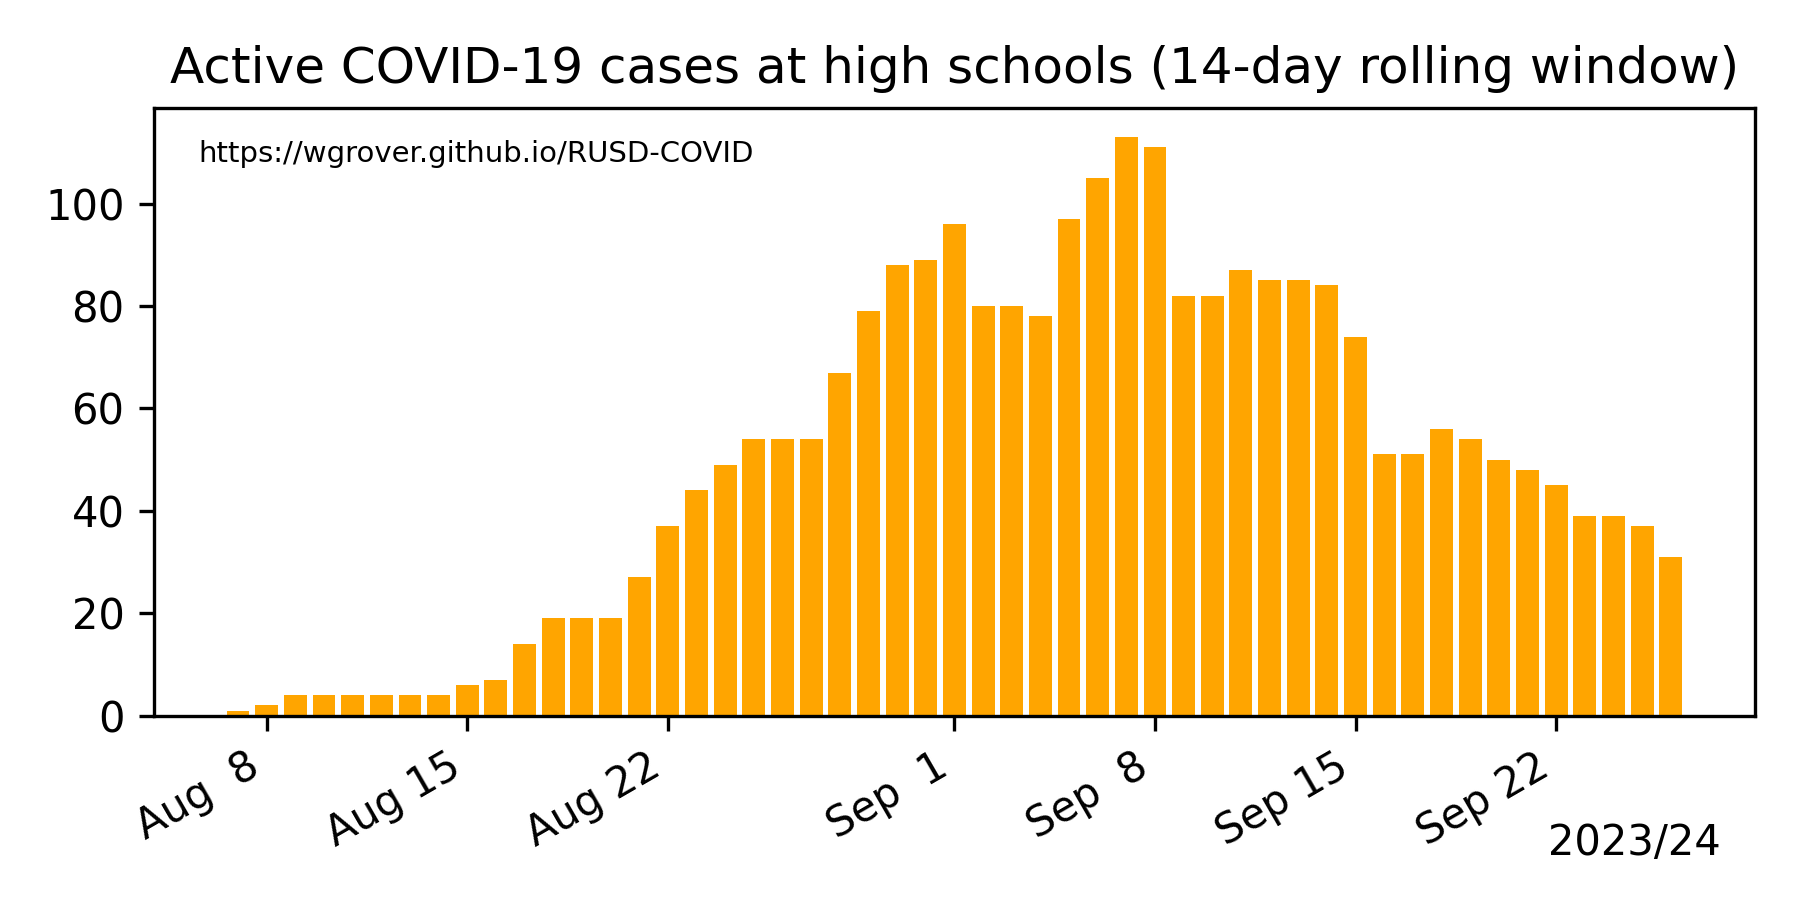 Active COVID-19 cases at high schools (14-day rolling window)
https://wgrover.github.io/RUSD-COVID
100
80
60
40
20
0
Aug 8
Aug 15
Aug 22
Sep 1
Sep 8
Sep 15
Sep 22
2023/24